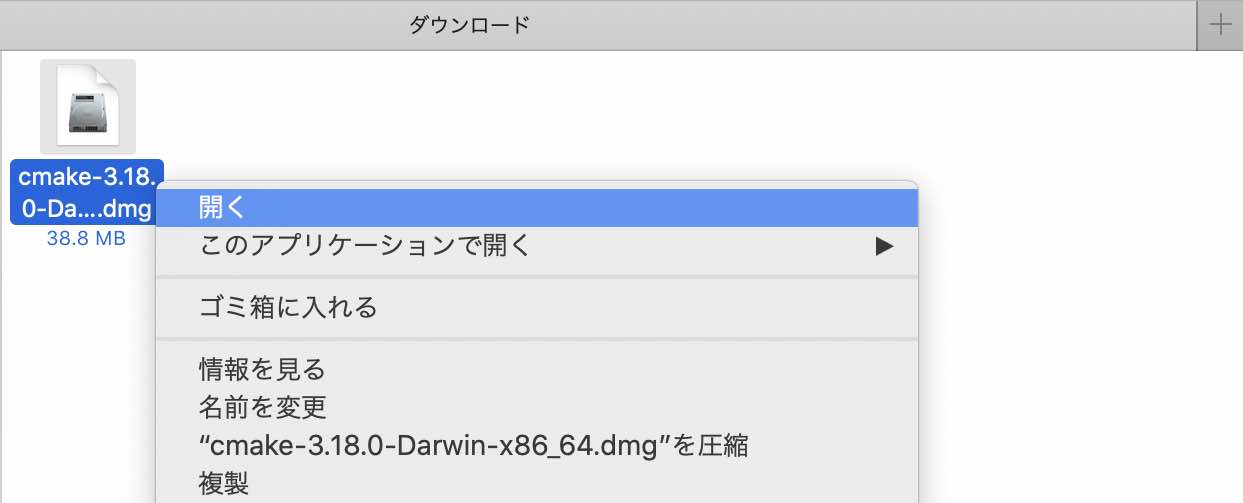 ダウンロード
cmake-3.18.
0-Da....dmg
38.8 MB
開く
このアプリケーションで開く
ゴミ箱に入れる
情報を見る
名前を変更
“cmake-3.18.0-Darwin-x86_64.dmg”を圧縮
複製